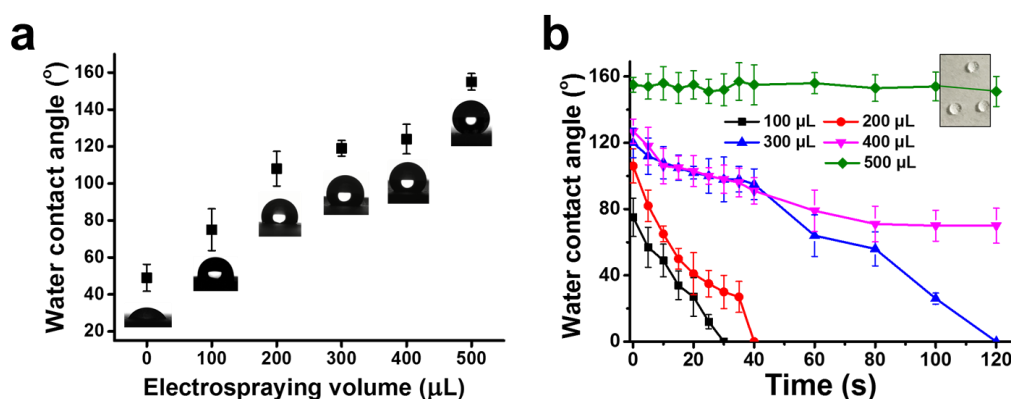 a
Water contact angle (°)
160
140
120
100
80
60
40
20
0 100 200 300 400 500
Electrospraying volume (µL)
b
Water contact angle (°)
160
120
80
40
0
100 µL 200 µL
300 µL 400 µL
500 µL
0 20 40 60 80 100 120
Time (s)